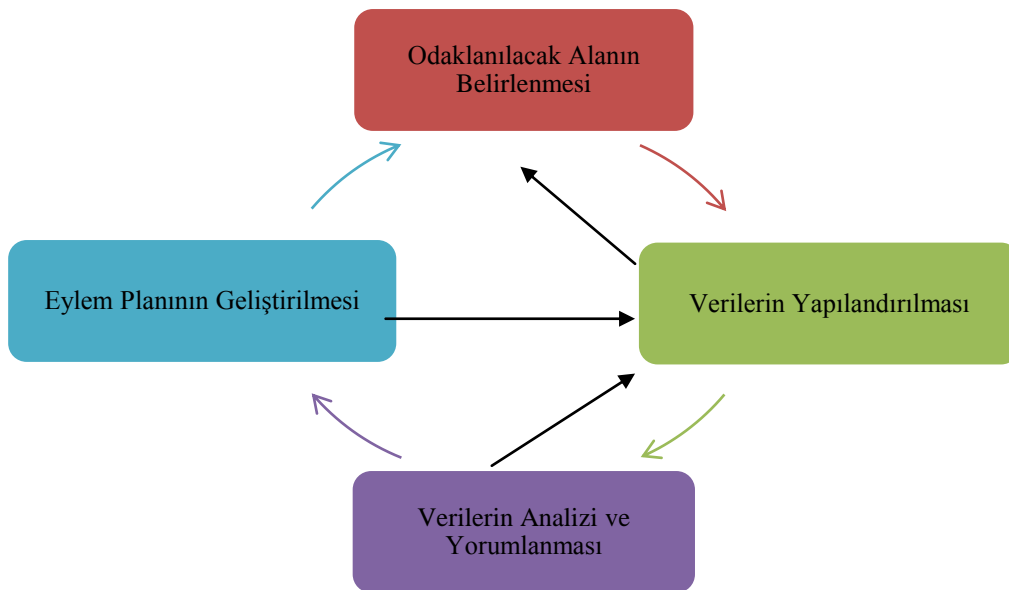 Odaklanılacak Alanın
Belirlenmesi
Eylem Planının Geliştirilmesi
Verilerin Yapılandırılması
Verilerin Analizi ve
Yorumlanması